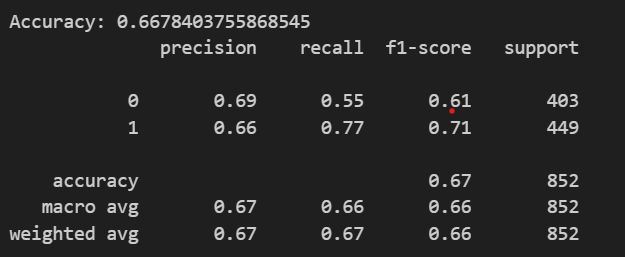 Accuracy: 0.6678403755868545
precision recall f1-score support
0 0.69 0.55 0.61 403
1 0.66 0.77 0.71 449
accuracy 0.67 852
macro avg 0.67 0.66 0.66 852
weighted avg 0.67 0.67 0.66 852